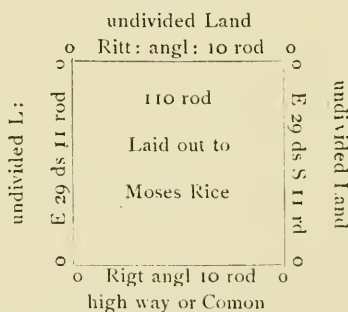 undivided Land
o Ritt : angl : 10 rod o
o o
undivided L :
E 29 ds 11 rod
110 rod
Laid out to
Moses Rice
E 29 ds S 11 rd
undivided Land
o o
o Rigt angl 10 rod o
high way or Comon